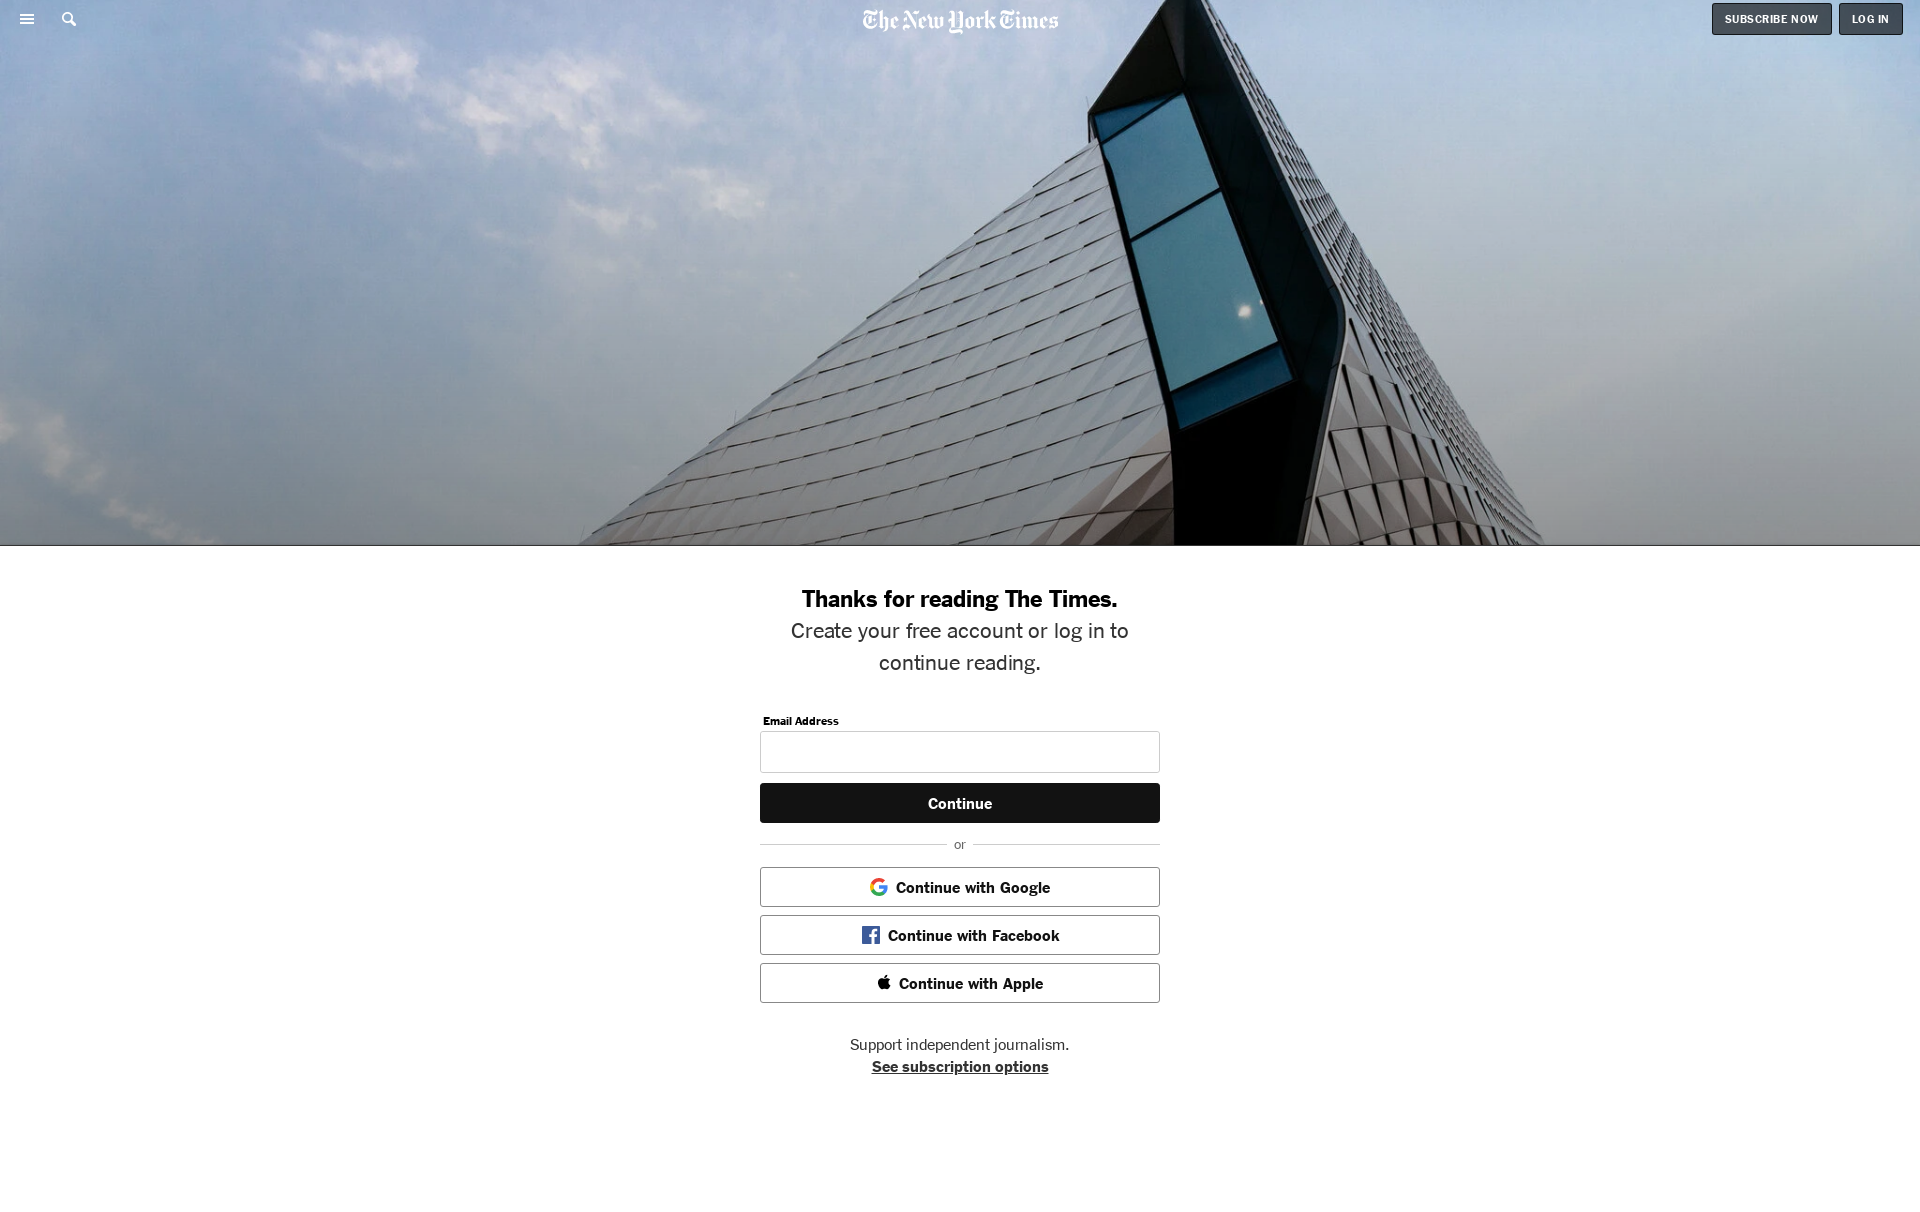 The New York Times
SUBSCRIBE NOW
LOG IN
Thanks for reading The Times.
Create your free account or log in to
continue reading.
Email Address
Continue
or
Continue with Google
Continue with Facebook
Continue with Apple
Support independent journalism.
See subscription options